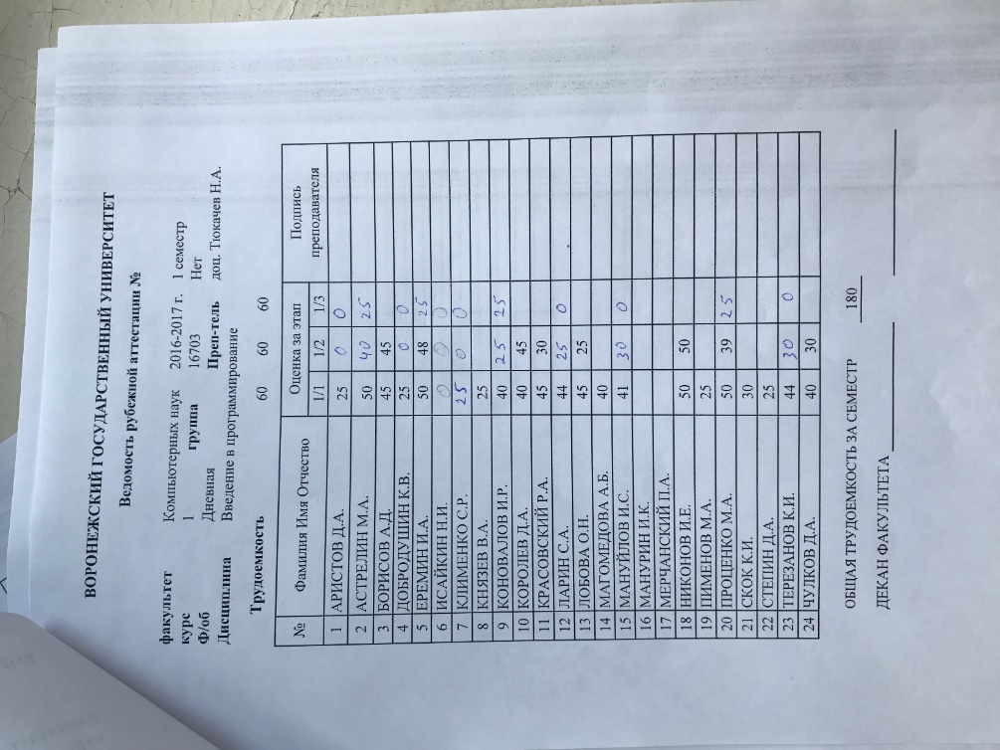 ВОРОНЕЖСКИЙ ГОСУДАРСТВЕННЫЙ УНИВЕРСИТЕТ
Ведомость рубежной аттестации №
факультет Компьютерных наук 2016-2017 г. 1 семестр
курс 1 группа 16703 Нет
Ф/об Дневная Преп-тель доц. Тюкачев Н.А.
Дисциплина Введение в программирование
Трудоемкость 60 60 60
№ Фамилия Имя Отчество Оценка за этап Подпись преподавателя
1/1 1/2 1/3
1 АРИСТОВ Д.А. 25 0 0
2 АСТРЕЛИН М.А. 50 40 25
3 БОРИСОВ А.Д. 45 45
4 ДОБРОДУШИН К.В. 25 0 0
5 ЕРЕМИН И.А. 50 48 25
6 ИСАЙКИН Н.И. 0 0 0
7 КЛИМЕНКО С.Р. 25 0 0
8 КНЯЗЕВ В.А. 25
9 КОНОВАЛОВ И.Р. 40 25 25
10 КОРОЛЕВ Д.А. 40 45
11 КРАСОВСКИЙ Р.А. 45 30
12 ЛАРИН С.А. 44 25 0
13 ЛОБОВА О.Н. 45 25
14 МАГОМЕДОВА А.Б. 40
15 МАНУЙЛОВ И.С. 41 30 0
16 МАНУРИН И.К.
17 МЕРЧАНСКИЙ П.А.
18 НИКОНОВ И.Е. 50 50
19 ПИМЕНОВ М.А. 25
20 ПРОЦЕНКО М.А. 50 39 25
21 СКОК К.И. 30
22 СТЕПИН Д.А. 25
23 ТЕРЕЗАНОВ К.И. 44 30 0
24 ЧУЛКОВ Д.А. 40 30
ОБЩАЯ ТРУДОЕМКОСТЬ ЗА СЕМЕСТР 180
ДЕКАН ФАКУЛЬТЕТА